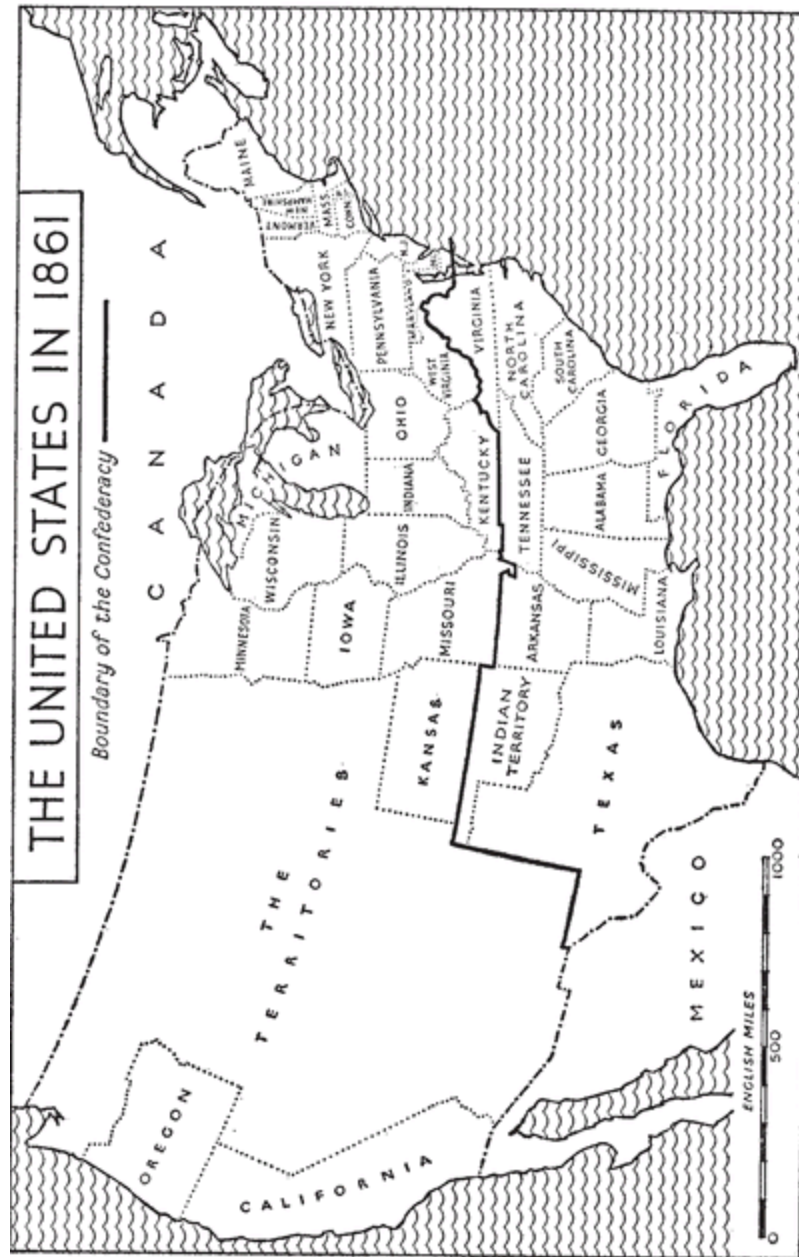 THE UNITED STATES IN 1861
Boundary of the Confederacy
CANADA
MAINE
NEW
HAMPSHIRE
VERMONT
MASS
CONN.
NEW YORK
N.J.
PENNSYLVANIA
MARYLAND
WEST
VIRGINIA
VIRGINIA
OHIO
MICHIGAN
INDIANA
ILLINOIS
WISCONSIN
MINNESOTA
IOWA
MISSOURI
KENTUCKY
TENNESSEE
NORTH
CAROLINA
SOUTH
CAROLINA
GEORGIA
FLORIDA
ALABAMA
MISSISSIPPI
LOUISIANA
ARKANSAS
INDIAN
TERRITORY
KANSAS
TEXAS
THE
TERRITORIES
OREGON
CALIFORNIA
MEXICO
ENGLISH MILES
0 500 1000